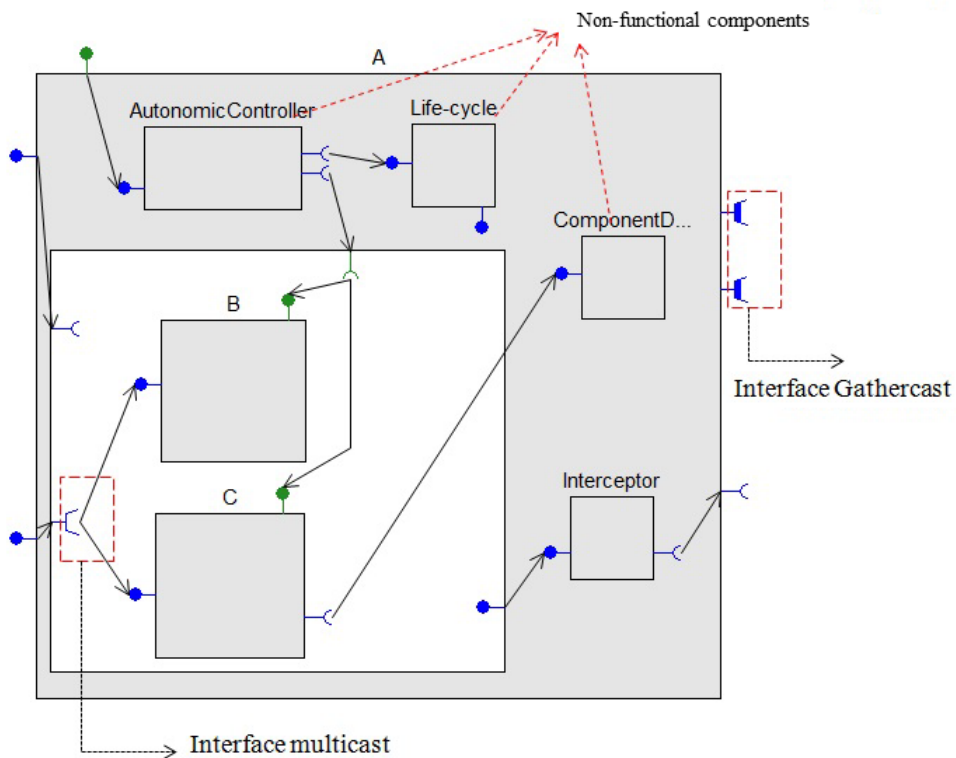 Non-functional components
A
AutonomicController
Life-cycle
ComponentD...
B
Interface Gathercast
Interceptor
C
Interface multicast